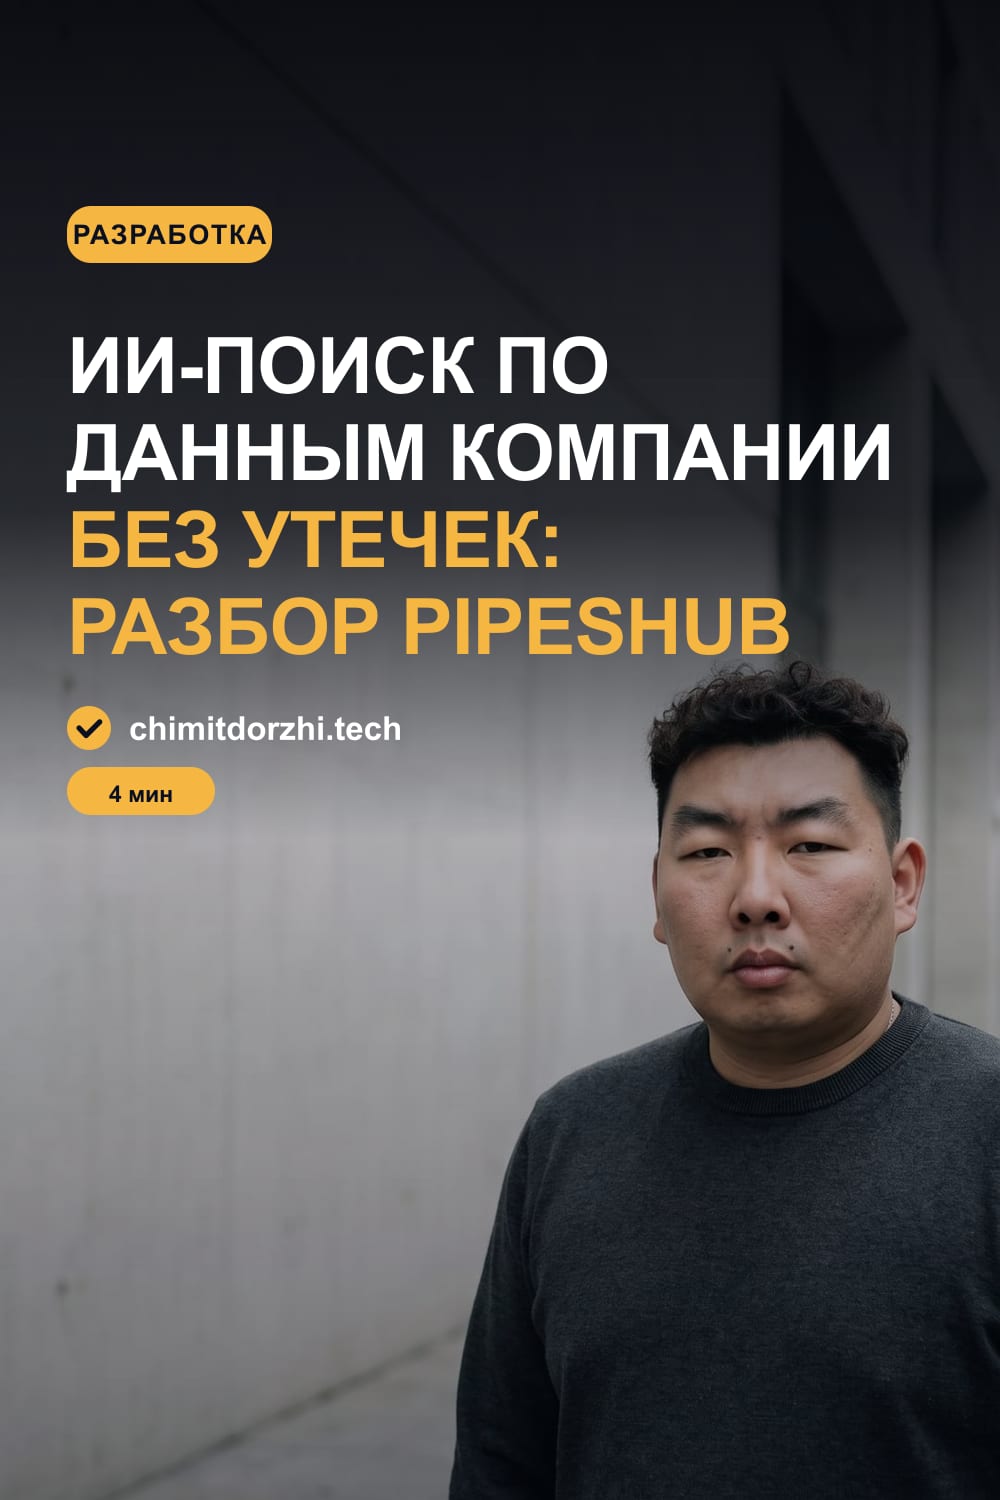 РАЗРАБОТКА
ИИ-ПОИСК ПО
ДАННЫМ КОМПАНИИ
БЕЗ УТЕЧЕК:
РАЗБОР PIPESHUB
chimitdorzhi.tech
4 мин